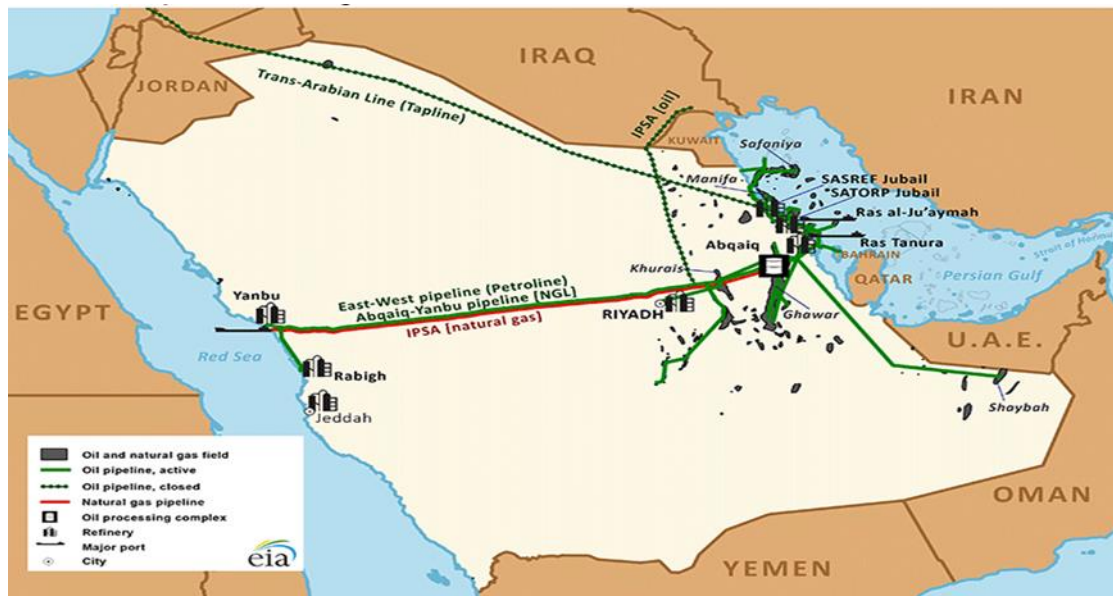 IRAQ
JORDAN
Trans-Arabian Line (Tapline)
IPSA [oil]
IRAN
KUWAIT
Safaniya
Manifa
SASREF Jubail
SATORP Jubail
Ras al-Ju'aymah
Ras Tanura
Abqaiq
BAHRAIN
Strait of Hormuz
Khurais
QATAR
Persian Gulf
EGYPT
Yanbu
East-West pipeline (Petroline)
Abqaiq-Yanbu pipeline [NGL]
IPSA [natural gas]
RIYADH
Ghawar
U.A.E.
Red Sea
Rabigh
Shaybah
Jeddah
OMAN
YEMEN
Oil and natural gas field
Oil pipeline, active
Oil pipeline, closed
Natural gas pipeline
Oil processing complex
Refinery
Major port
City
eia